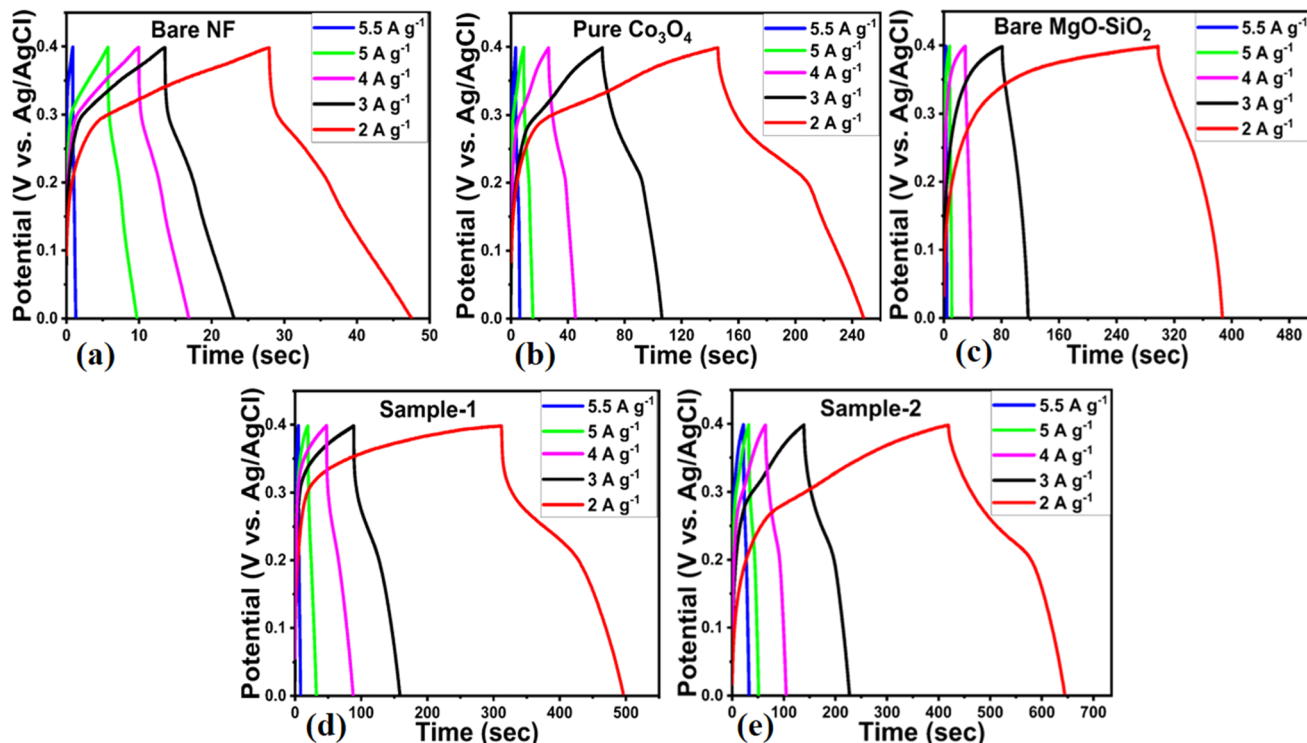 Bare NF
5.5 A g⁻¹
5 A g⁻¹
4 A g⁻¹
3 A g⁻¹
2 A g⁻¹
0.4
0.3
0.2
0.1
0.0
Potential (V vs. Ag/AgCl)
0 10 20 30 40 50
Time (sec)
(a)
Pure Co₃O₄
5.5 A g⁻¹
5 A g⁻¹
4 A g⁻¹
3 A g⁻¹
2 A g⁻¹
0.4
0.3
0.2
0.1
0.0
Potential (V vs. Ag/AgCl)
0 40 80 120 160 200 240
Time (sec)
(b)
Bare MgO-SiO₂
5.5 A g⁻¹
5 A g⁻¹
4 A g⁻¹
3 A g⁻¹
2 A g⁻¹
0.4
0.3
0.2
0.1
0.0
Potential (V vs. Ag/AgCl)
0 80 160 240 320 400 480
Time (sec)
(c)
Sample-1
5.5 A g⁻¹
5 A g⁻¹
4 A g⁻¹
3 A g⁻¹
2 A g⁻¹
0.4
0.3
0.2
0.1
0.0
Potential (V vs. Ag/AgCl)
0 100 200 300 400 500
Time (sec)
(d)
Sample-2
5.5 A g⁻¹
5 A g⁻¹
4 A g⁻¹
3 A g⁻¹
2 A g⁻¹
0.4
0.3
0.2
0.1
0.0
Potential (V vs. Ag/AgCl)
0 100 200 300 400 500 600 700
Time (sec)
(e)